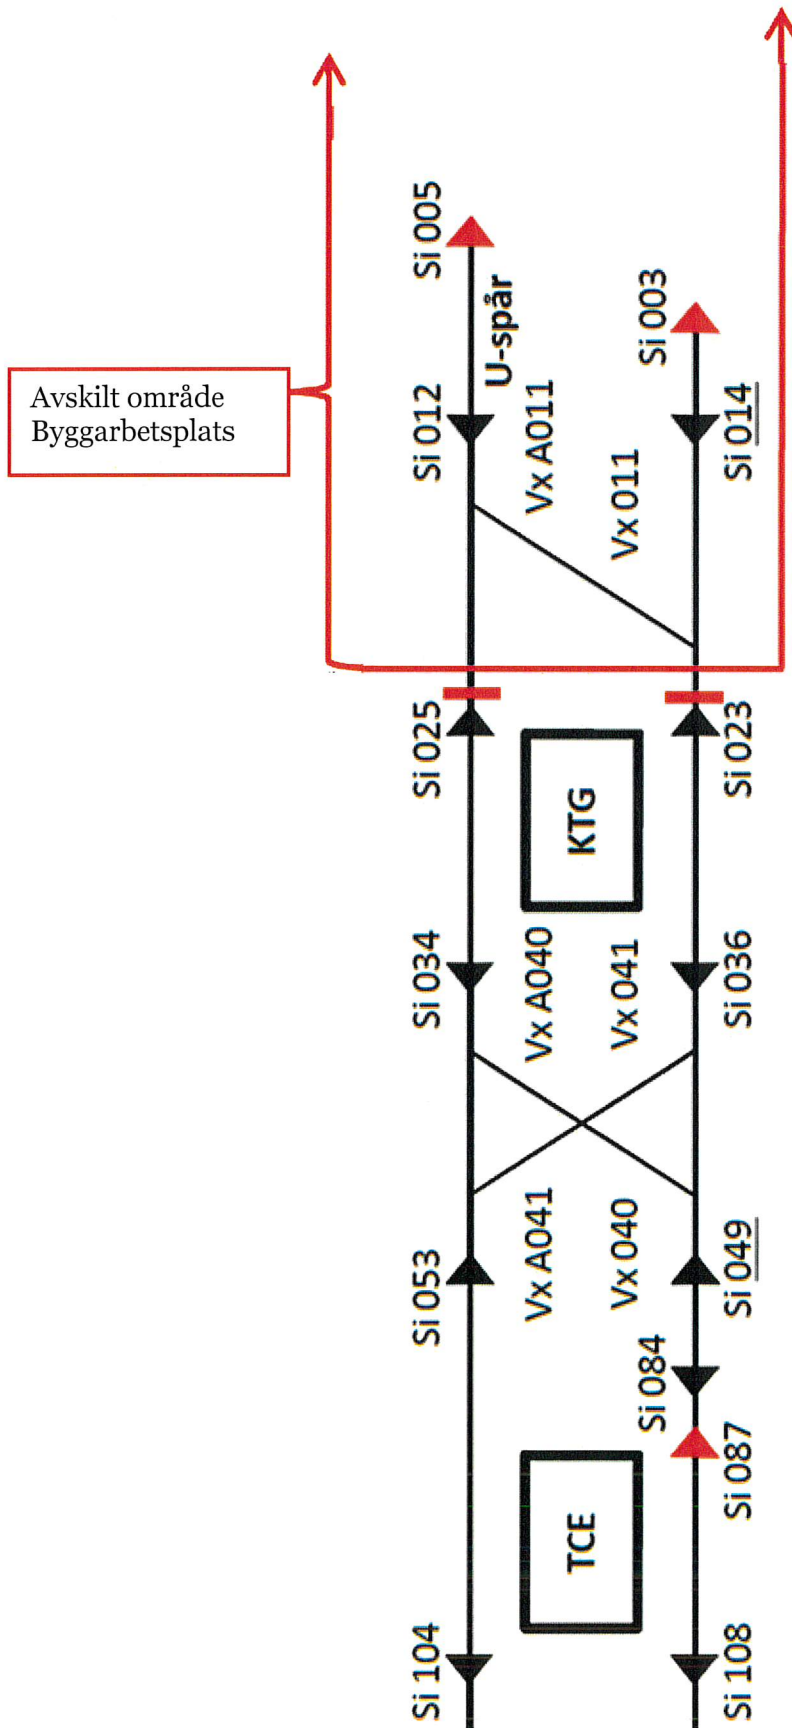 Avskilt område
Byggarbetsplats
Si 104
Si 053
Si 034
Si 025
Si 012
Si 005
U-spår
Vx A041
Vx A040
Vx A011
TCE
KTG
Vx 040
Vx 041
Vx 011
Si 084
Si 003
Si 108
Si 087
Si 049
Si 036
Si 023
Si 014